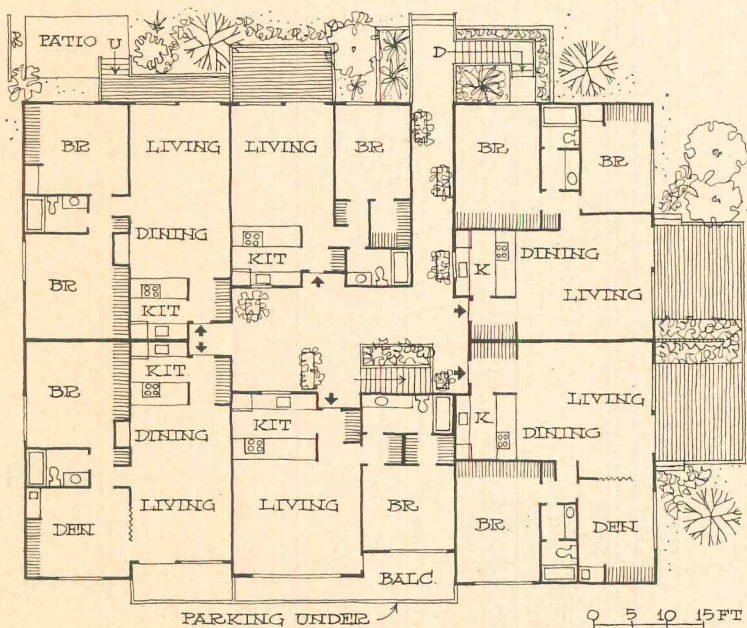 PATIO U
D
BR LIVING LIVING BR BR BR
DINING
KIT
K DINING
BR
LIVING
KIT
KIT
BR
LIVING
KIT
K DINING
DINING
DEN LIVING LIVING BR BR. DEN
BALC.
PARKING UNDER
0 5 10 15 FT